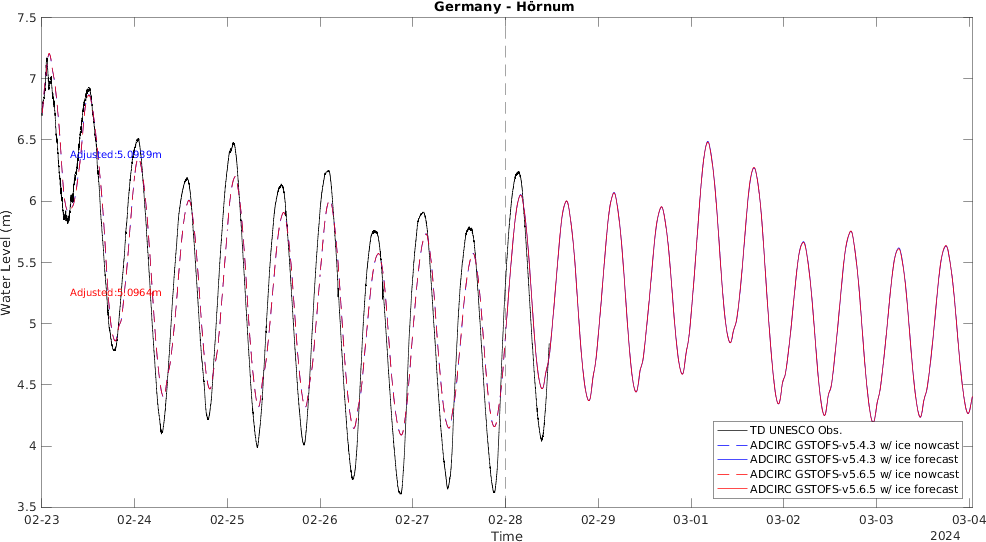 Germany - Hörnum
7.5
7
6.5
6
5.5
5
4.5
4
3.5
Water Level (m)
Adjusted:5.0939m
Adjusted:5.0964m
TD UNESCO Obs.
ADCIRC GSTOFS-v5.4.3 w/ ice nowcast
ADCIRC GSTOFS-v5.4.3 w/ ice forecast
ADCIRC GSTOFS-v5.6.5 w/ ice nowcast
ADCIRC GSTOFS-v5.6.5 w/ ice forecast
02-23 02-24 02-25 02-26 02-27 02-28 02-29 03-01 03-02 03-03 03-04
Time
2024